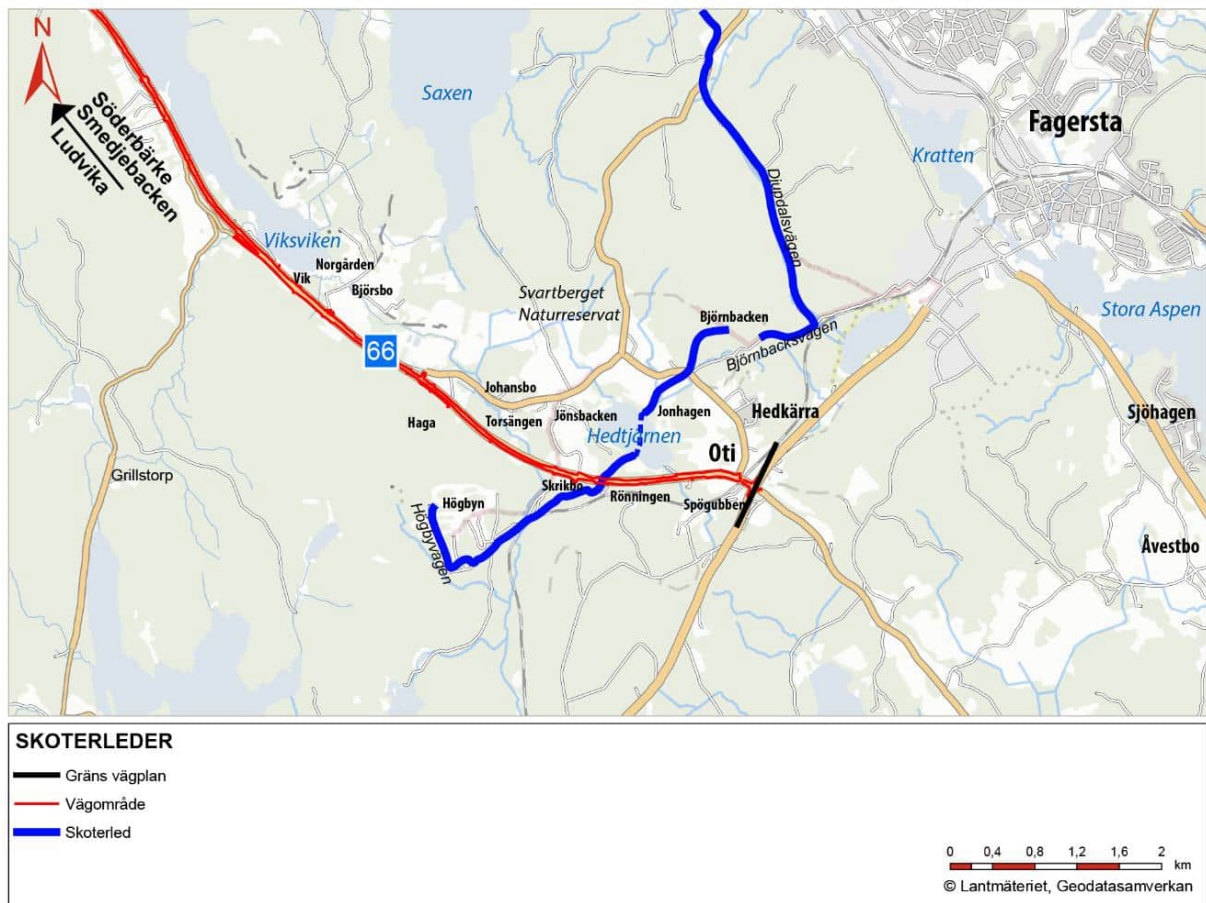 N
Söderbärke
Smedjebacken
Ludvika
Saxen
Fagersta
Kratten
Djupdalsvägen
Viksviken
Norgården
Vik
Björsbo
Svartberget
Naturreservat
Björnbacken
Stora Aspen
66
Björnbacksvägen
Johansbo
Haga
Torsängen
Jönsbacken
Jonhagen
Hedkärra
Sjöhagen
Hedtjärnen
Oti
Grillstorp
Skrikbo
Högbyn
Rönningen
Spögubben
Högbyvägen
Åvestbo
SKOTERLEDER
Gräns vägplan
Vägområde
Skoterled
0 0,4 0,8 1,2 1,6 2
km
© Lantmäteriet, Geodatasamverkan